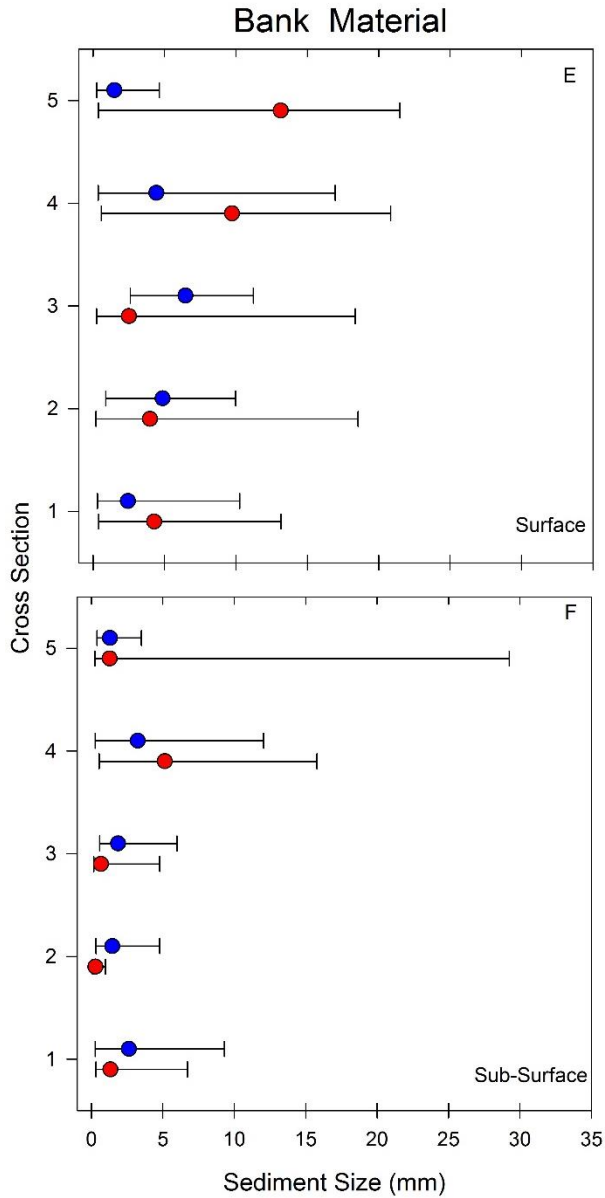 Bank Material
E
5
4
3
2
1
Surface
Cross Section
F
5
4
3
2
1
Sub-Surface
0 5 10 15 20 25 30 35
Sediment Size (mm)